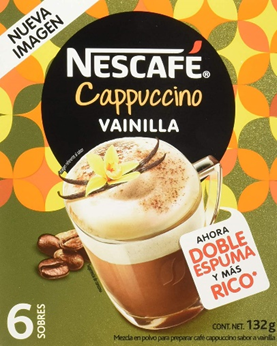 NUEVA
IMAGEN
NESCAFÉ®
Cappuccino
VAINILLA
AHORA
DOBLE
ESPUMA
Y MÁS
RICO*
6
SOBRES
CONT. NET. 132g
Mezcla en polvo para preparar café cappuccino sabor a vainilla